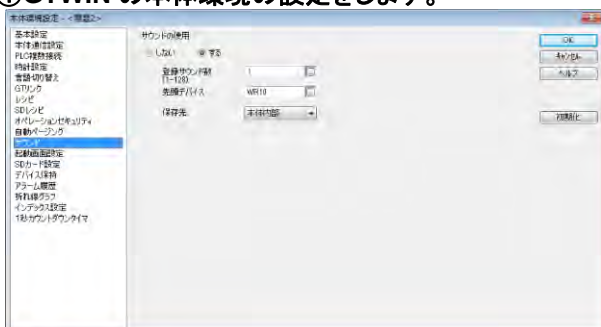 ①GTWIN の本体環境の設定をします。
本体環境設定 - <無題2>
基本設定
本体通信設定
PLC複数接続
時計設定
言語切り替え
GTリンク
レシピ
SDレシピ
オペレーションセキュリティ
自動ページング
サウンド
起動画面設定
SDカード設定
デバイス保持
アラーム履歴
折れ線グラフ
インデックス設定
1秒カウントダウンタイマ
サウンドの使用
しない
する
登録サウンド数
(1-128)
1
先頭デバイス
WR10
保存先
本体内部
OK
キャンセル
ヘルプ
初期化